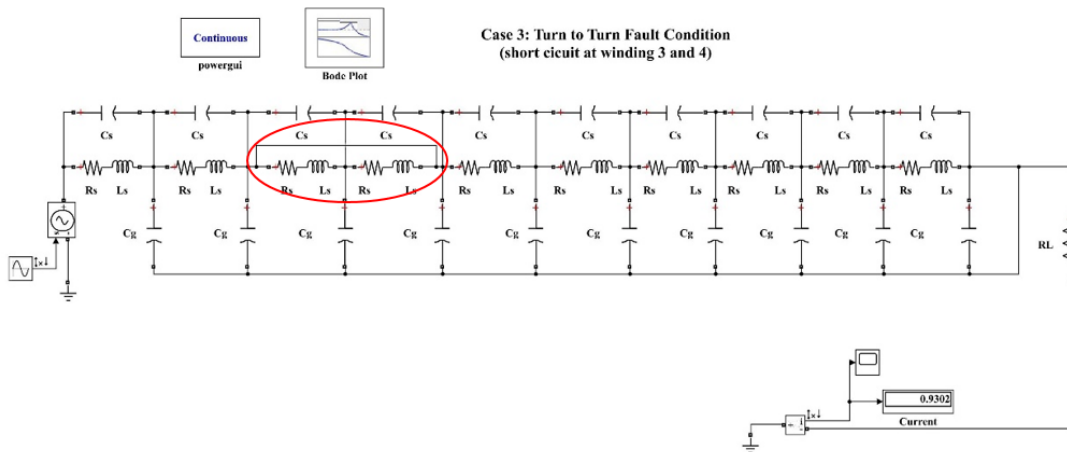 Continuous
powergui
Bode Plot
Case 3: Turn to Turn Fault Condition
(short cicuit at winding 3 and 4)
Cs Cs Cs Cs Cs Cs Cs Cs Cs Cs
Rs Ls Rs Ls Rs Ls Rs Ls Rs Ls Rs Ls Rs Ls Rs Ls Rs Ls Rs Ls
Cg Cg Cg Cg Cg Cg Cg Cg Cg Cg
RL
0.9302
Current